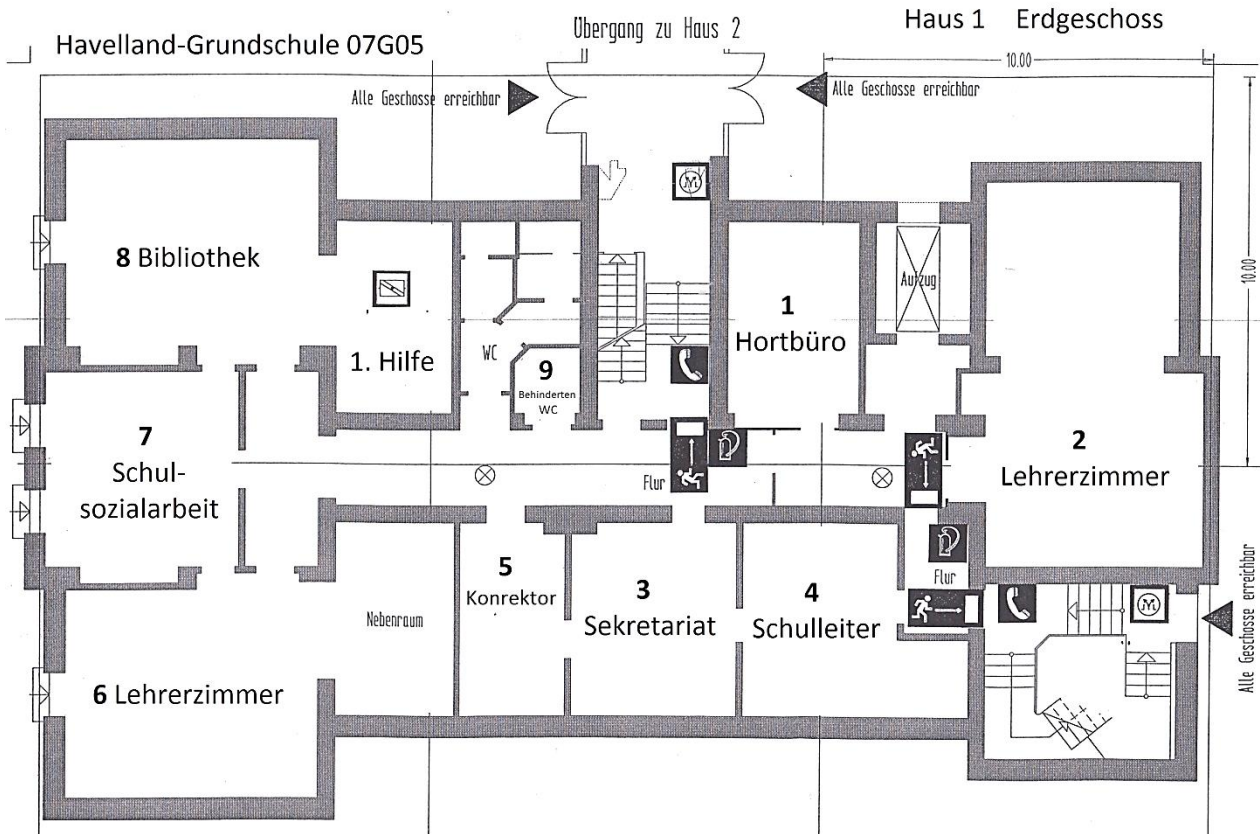 Havelland-Grundschule 07G05
Übergang zu Haus 2
Haus 1 Erdgeschoss
10.00
Alle Geschosse erreichbar
Alle Geschosse erreichbar
8 Bibliothek
1. Hilfe
WC
9
Behinderten
WC
1
Hortbüro
Aufzug
10.00
7
Schul-
sozialarbeit
Flur
2
Lehrerzimmer
Nebenraum
5
Konrektor
3
Sekretariat
4
Schulleiter
Flur
6 Lehrerzimmer
Alle Geschosse erreichbar